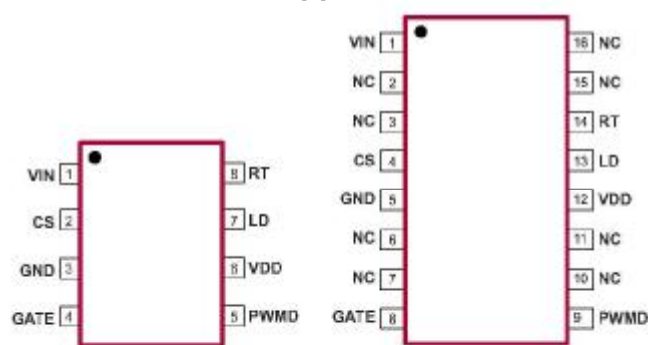 VIN 1 8 RT
CS 2 7 LD
GND 3 6 VDD
GATE 4 5 PWMD
VIN 1 16 NC
NC 2 15 NC
NC 3 14 RT
CS 4 13 LD
GND 5 12 VDD
NC 6 11 NC
NC 7 10 NC
GATE 8 9 PWMD